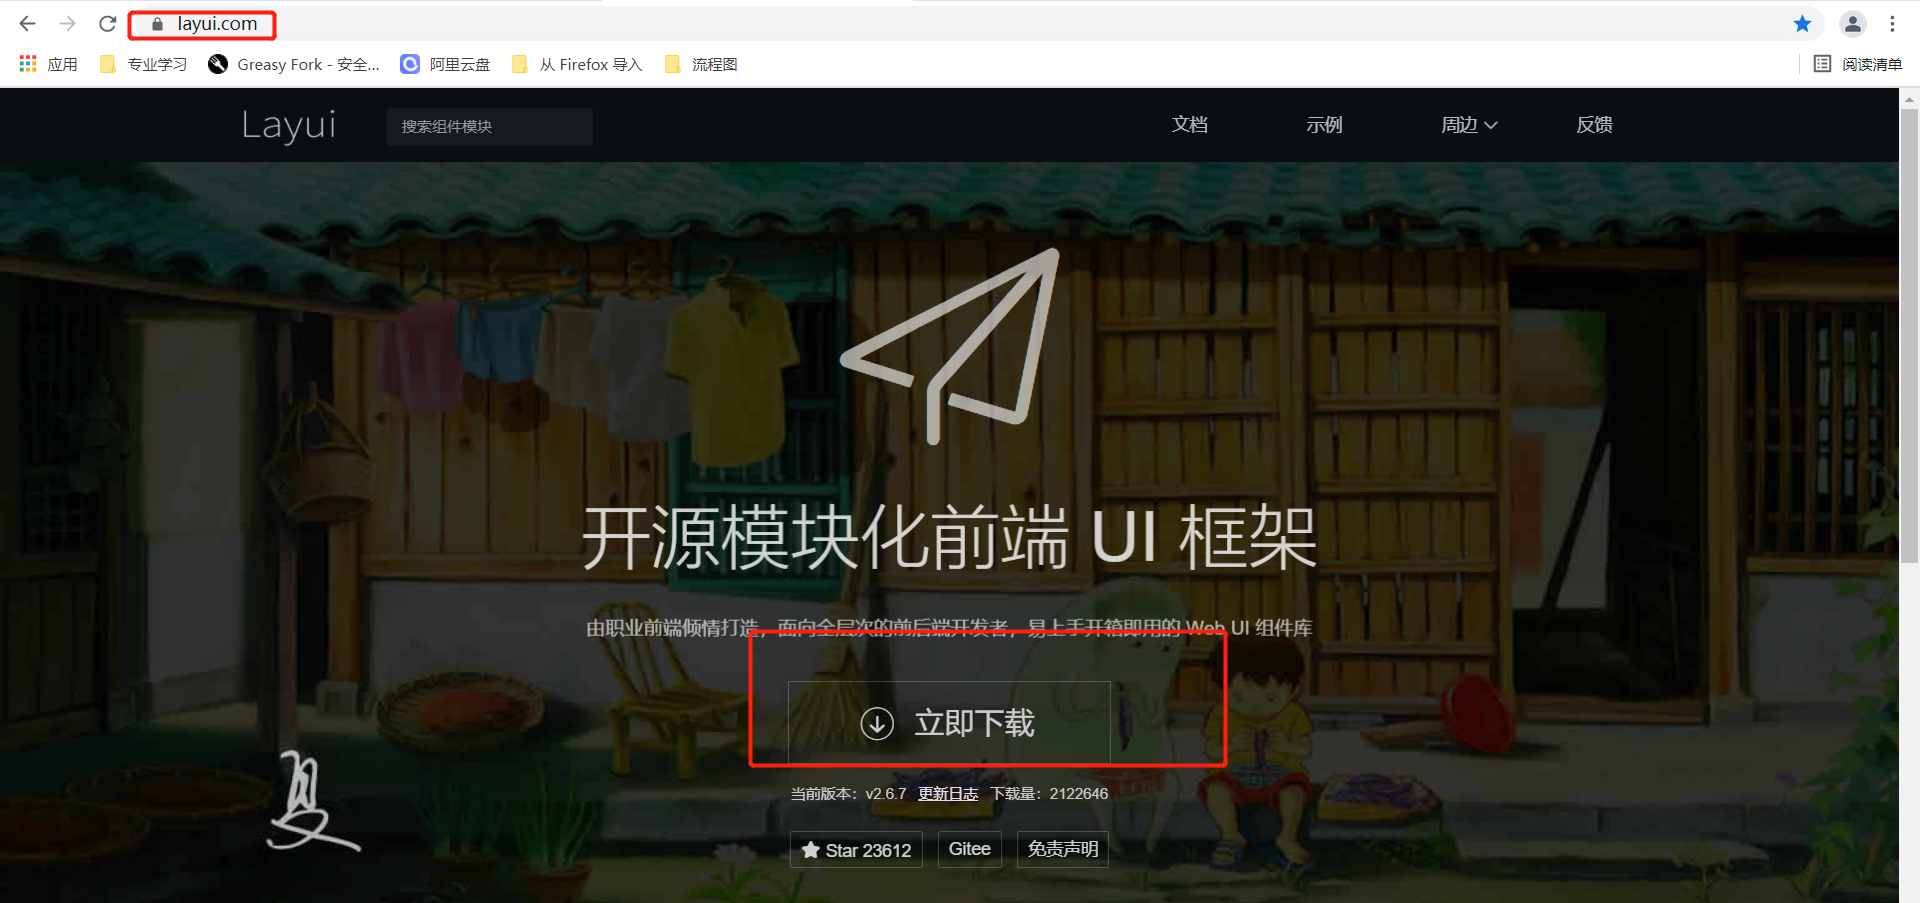 layui.com
应用 专业学习 Greasy Fork - 安全... 阿里云盘 从 Firefox 导入 流程图 阅读清单
Layui 搜索组件模块 文档 示例 周边 反馈
开源模块化前端 UI 框架
由职业前端倾情打造，面向全层次的前后端开发者，易上手开箱即用的 Web UI 组件库
立即下载
当前版本：v2.6.7 更新日志 下载量：2122646
Star 23612 Gitee 免责声明
夏